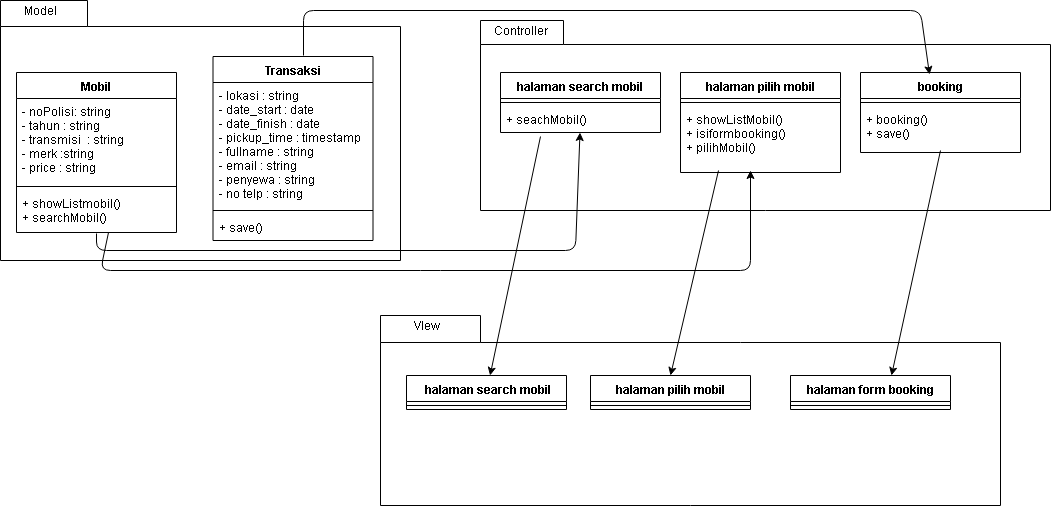 Model
Mobil
- noPolisi: string
- tahun : string
- transmisi : string
- merk :string
- price : string
+ showListmobil()
+ searchMobil()
Transaksi
- lokasi : string
- date_start : date
- date_finish : date
- pickup_time : timestamp
- fullname : string
- email : string
- penyewa : string
- no telp : string
+ save()
Controller
halaman search mobil
+ seachMobil()
halaman pilih mobil
+ showListMobil()
+ isiformbooking()
+ pilihMobil()
booking
+ booking()
+ save()
VIew
halaman search mobil
halaman pilih mobil
halaman form booking